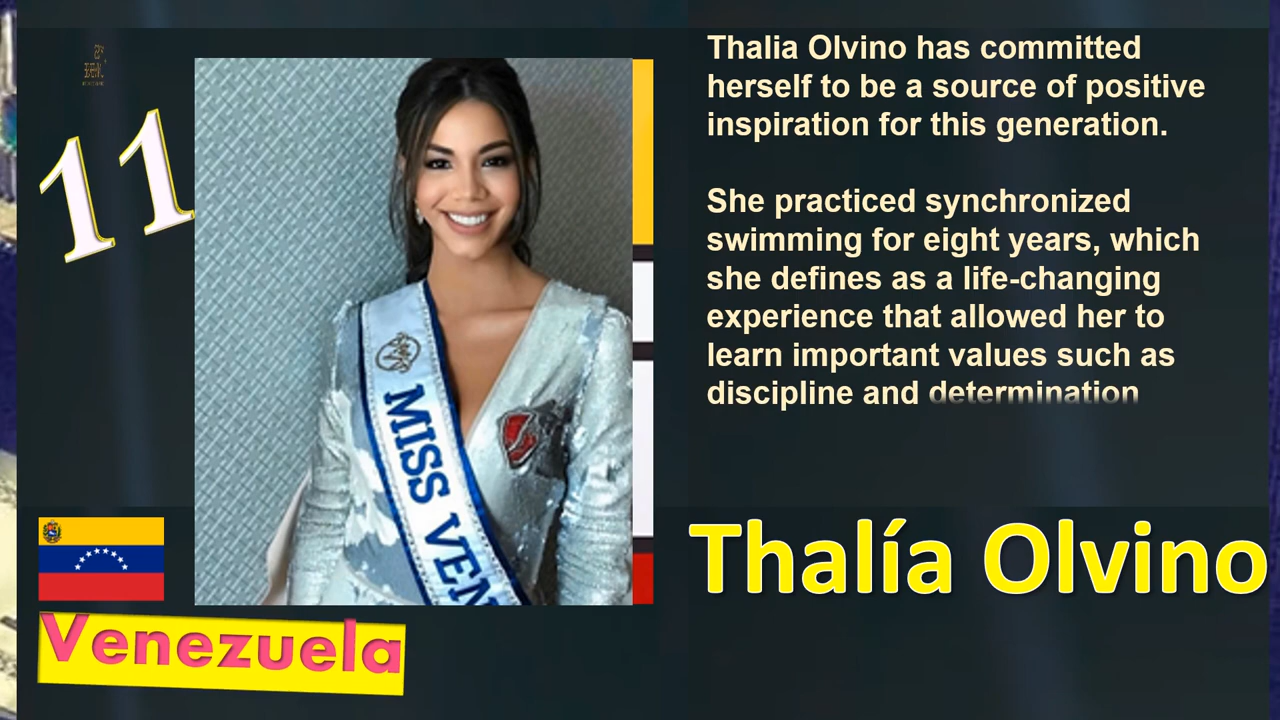 11
MISS VEN
Venezuela
Thalia Olvino has committed
herself to be a source of positive
inspiration for this generation.
She practiced synchronized
swimming for eight years, which
she defines as a life-changing
experience that allowed her to
learn important values such as
discipline and determination
Thalía Olvino